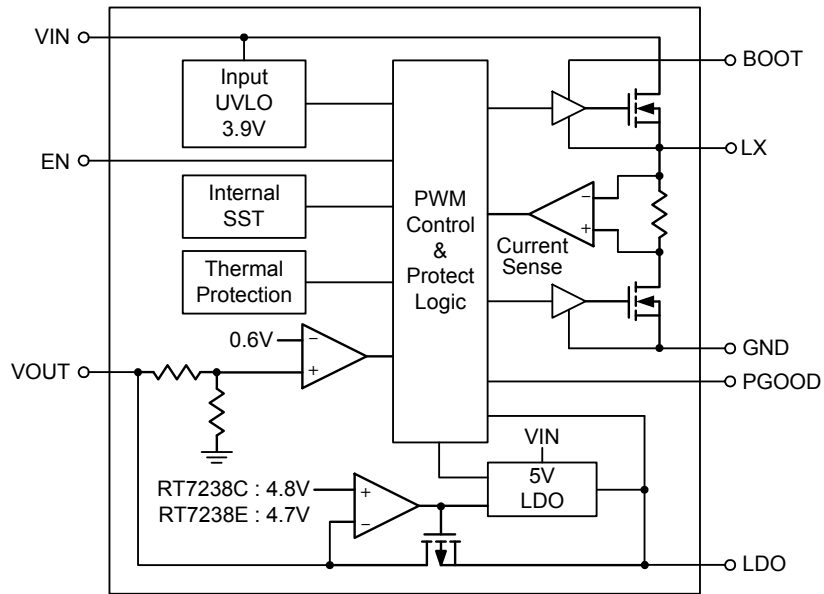 VIN
BOOT
Input
UVLO
3.9V
EN
LX
Internal
SST
PWM
Control
&
Protect
Logic
−
+
Current
Sense
Thermal
Protection
0.6V
−
+
VOUT
GND
PGOOD
VIN
5V
LDO
RT7238C : 4.8V
RT7238E : 4.7V
+
−
LDO